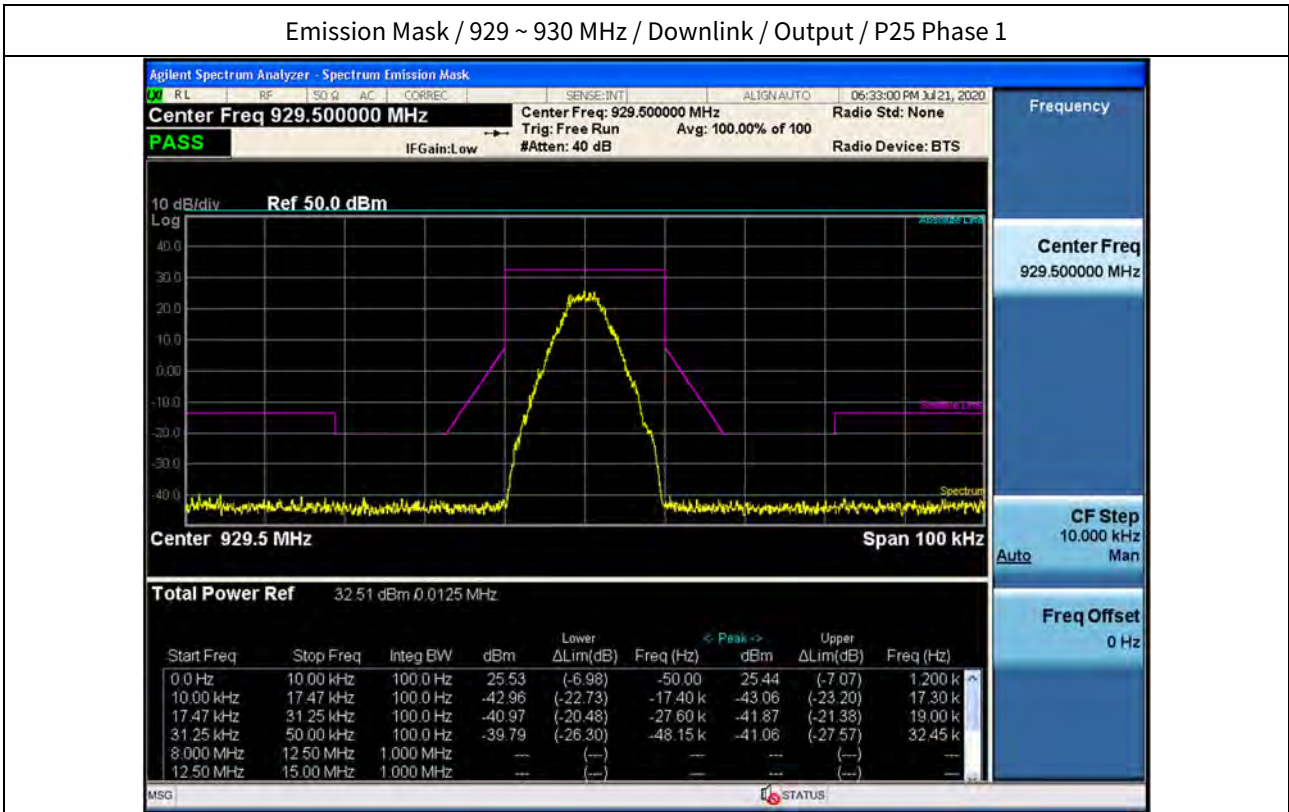 Emission Mask / 929 ~ 930 MHz / Downlink / Output / P25 Phase 1
Agilent Spectrum Analyzer - Spectrum Emission Mask
LXI RL RF 50 Ω AC CORREC SENSE:INT ALIGN AUTO 06:33:00 PM Jul 21, 2020
Center Freq 929.500000 MHz
Center Freq: 929.500000 MHz
Radio Std: None
Trig: Free Run Avg: 100.00% of 100
PASS
IFGain:Low #Atten: 40 dB Radio Device: BTS
Frequency
10 dB/div Ref 50.0 dBm
Log
Absolute Limit
40.0
30.0
20.0
10.0
0.00
-10.0
-20.0
-30.0
-40.0
Spectrum
Center 929.5 MHz Span 100 kHz
Center Freq
929.500000 MHz
CF Step
10.000 kHz
Auto Man
Freq Offset
0 Hz
Total Power Ref 32.51 dBm/0.0125 MHz
Lower <- Peak -> Upper
Start Freq Stop Freq Integ BW dBm ΔLim(dB) Freq (Hz) dBm ΔLim(dB) Freq (Hz)
0.0 Hz 10.00 kHz 100.0 Hz 25.53 (-6.98) -50.00 25.44 (-7.07) 1.200 k
10.00 kHz 17.47 kHz 100.0 Hz -42.96 (-22.73) -17.40 k -43.06 (-23.20) 17.30 k
17.47 kHz 31.25 kHz 100.0 Hz -40.97 (-20.48) -27.60 k -41.87 (-21.38) 19.00 k
31.25 kHz 50.00 kHz 100.0 Hz -39.79 (-26.30) -48.15 k -41.06 (-27.57) 32.45 k
8.000 MHz 12.50 MHz 1.000 MHz --- (---) --- --- (---) ---
12.50 MHz 15.00 MHz 1.000 MHz --- (---) --- --- (---) ---
MSG STATUS